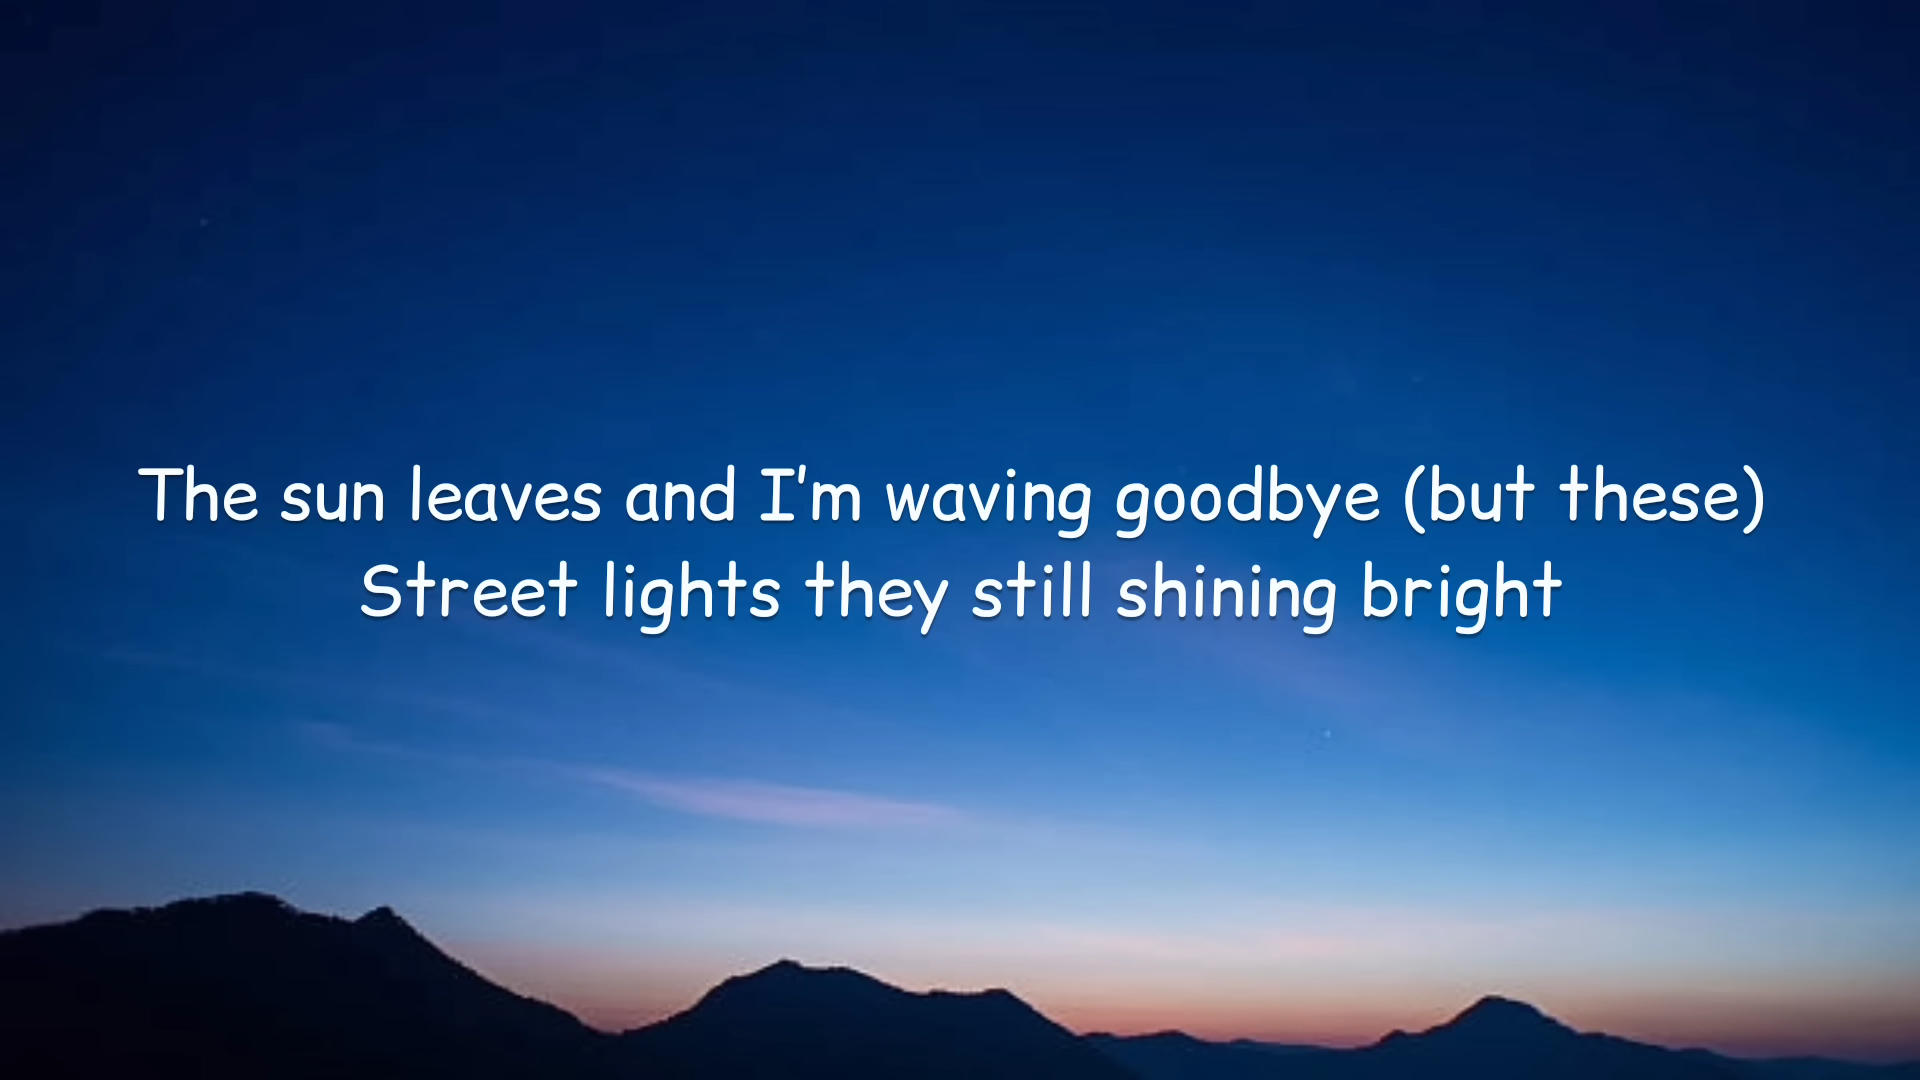 The sun leaves and I'm waving goodbye (but these)
Street lights they still shining bright